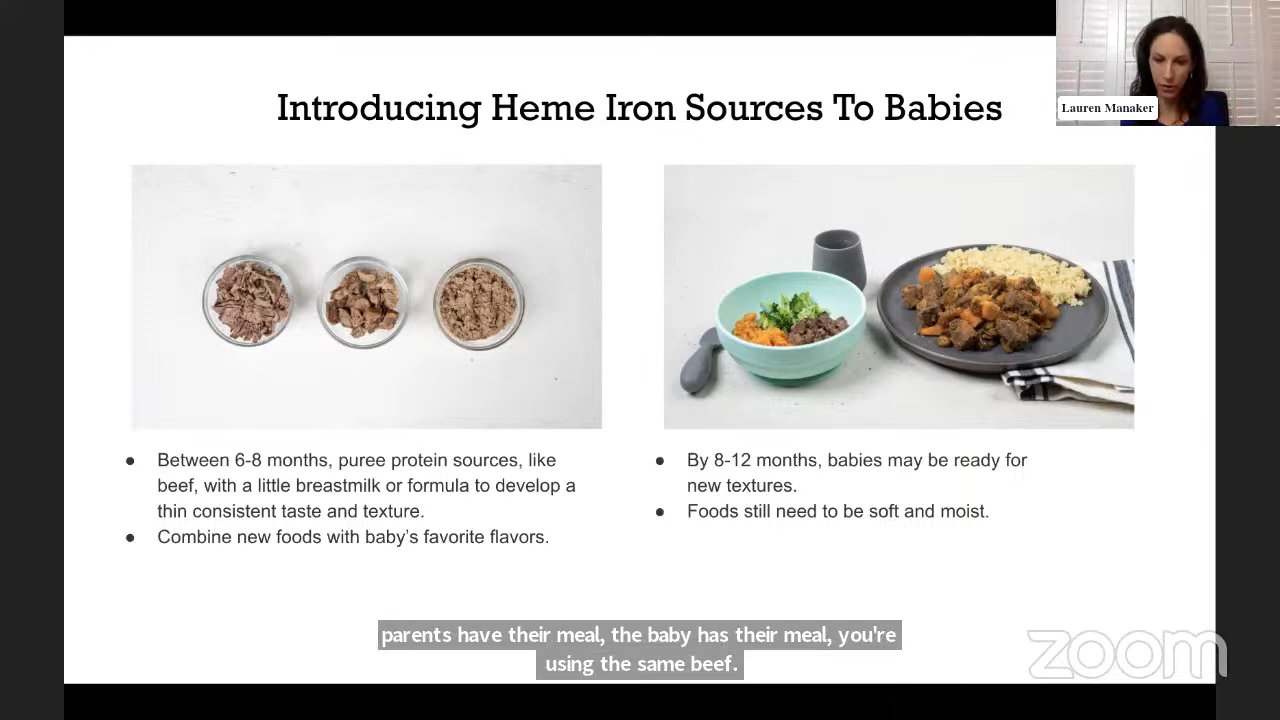 Introducing Heme Iron Sources To Babies
Lauren Manaker
● Between 6-8 months, puree protein sources, like
beef, with a little breastmilk or formula to develop a
thin consistent taste and texture.
● Combine new foods with baby’s favorite flavors.
● By 8-12 months, babies may be ready for
new textures.
● Foods still need to be soft and moist.
parents have their meal, the baby has their meal, you're
using the same beef.
zoom